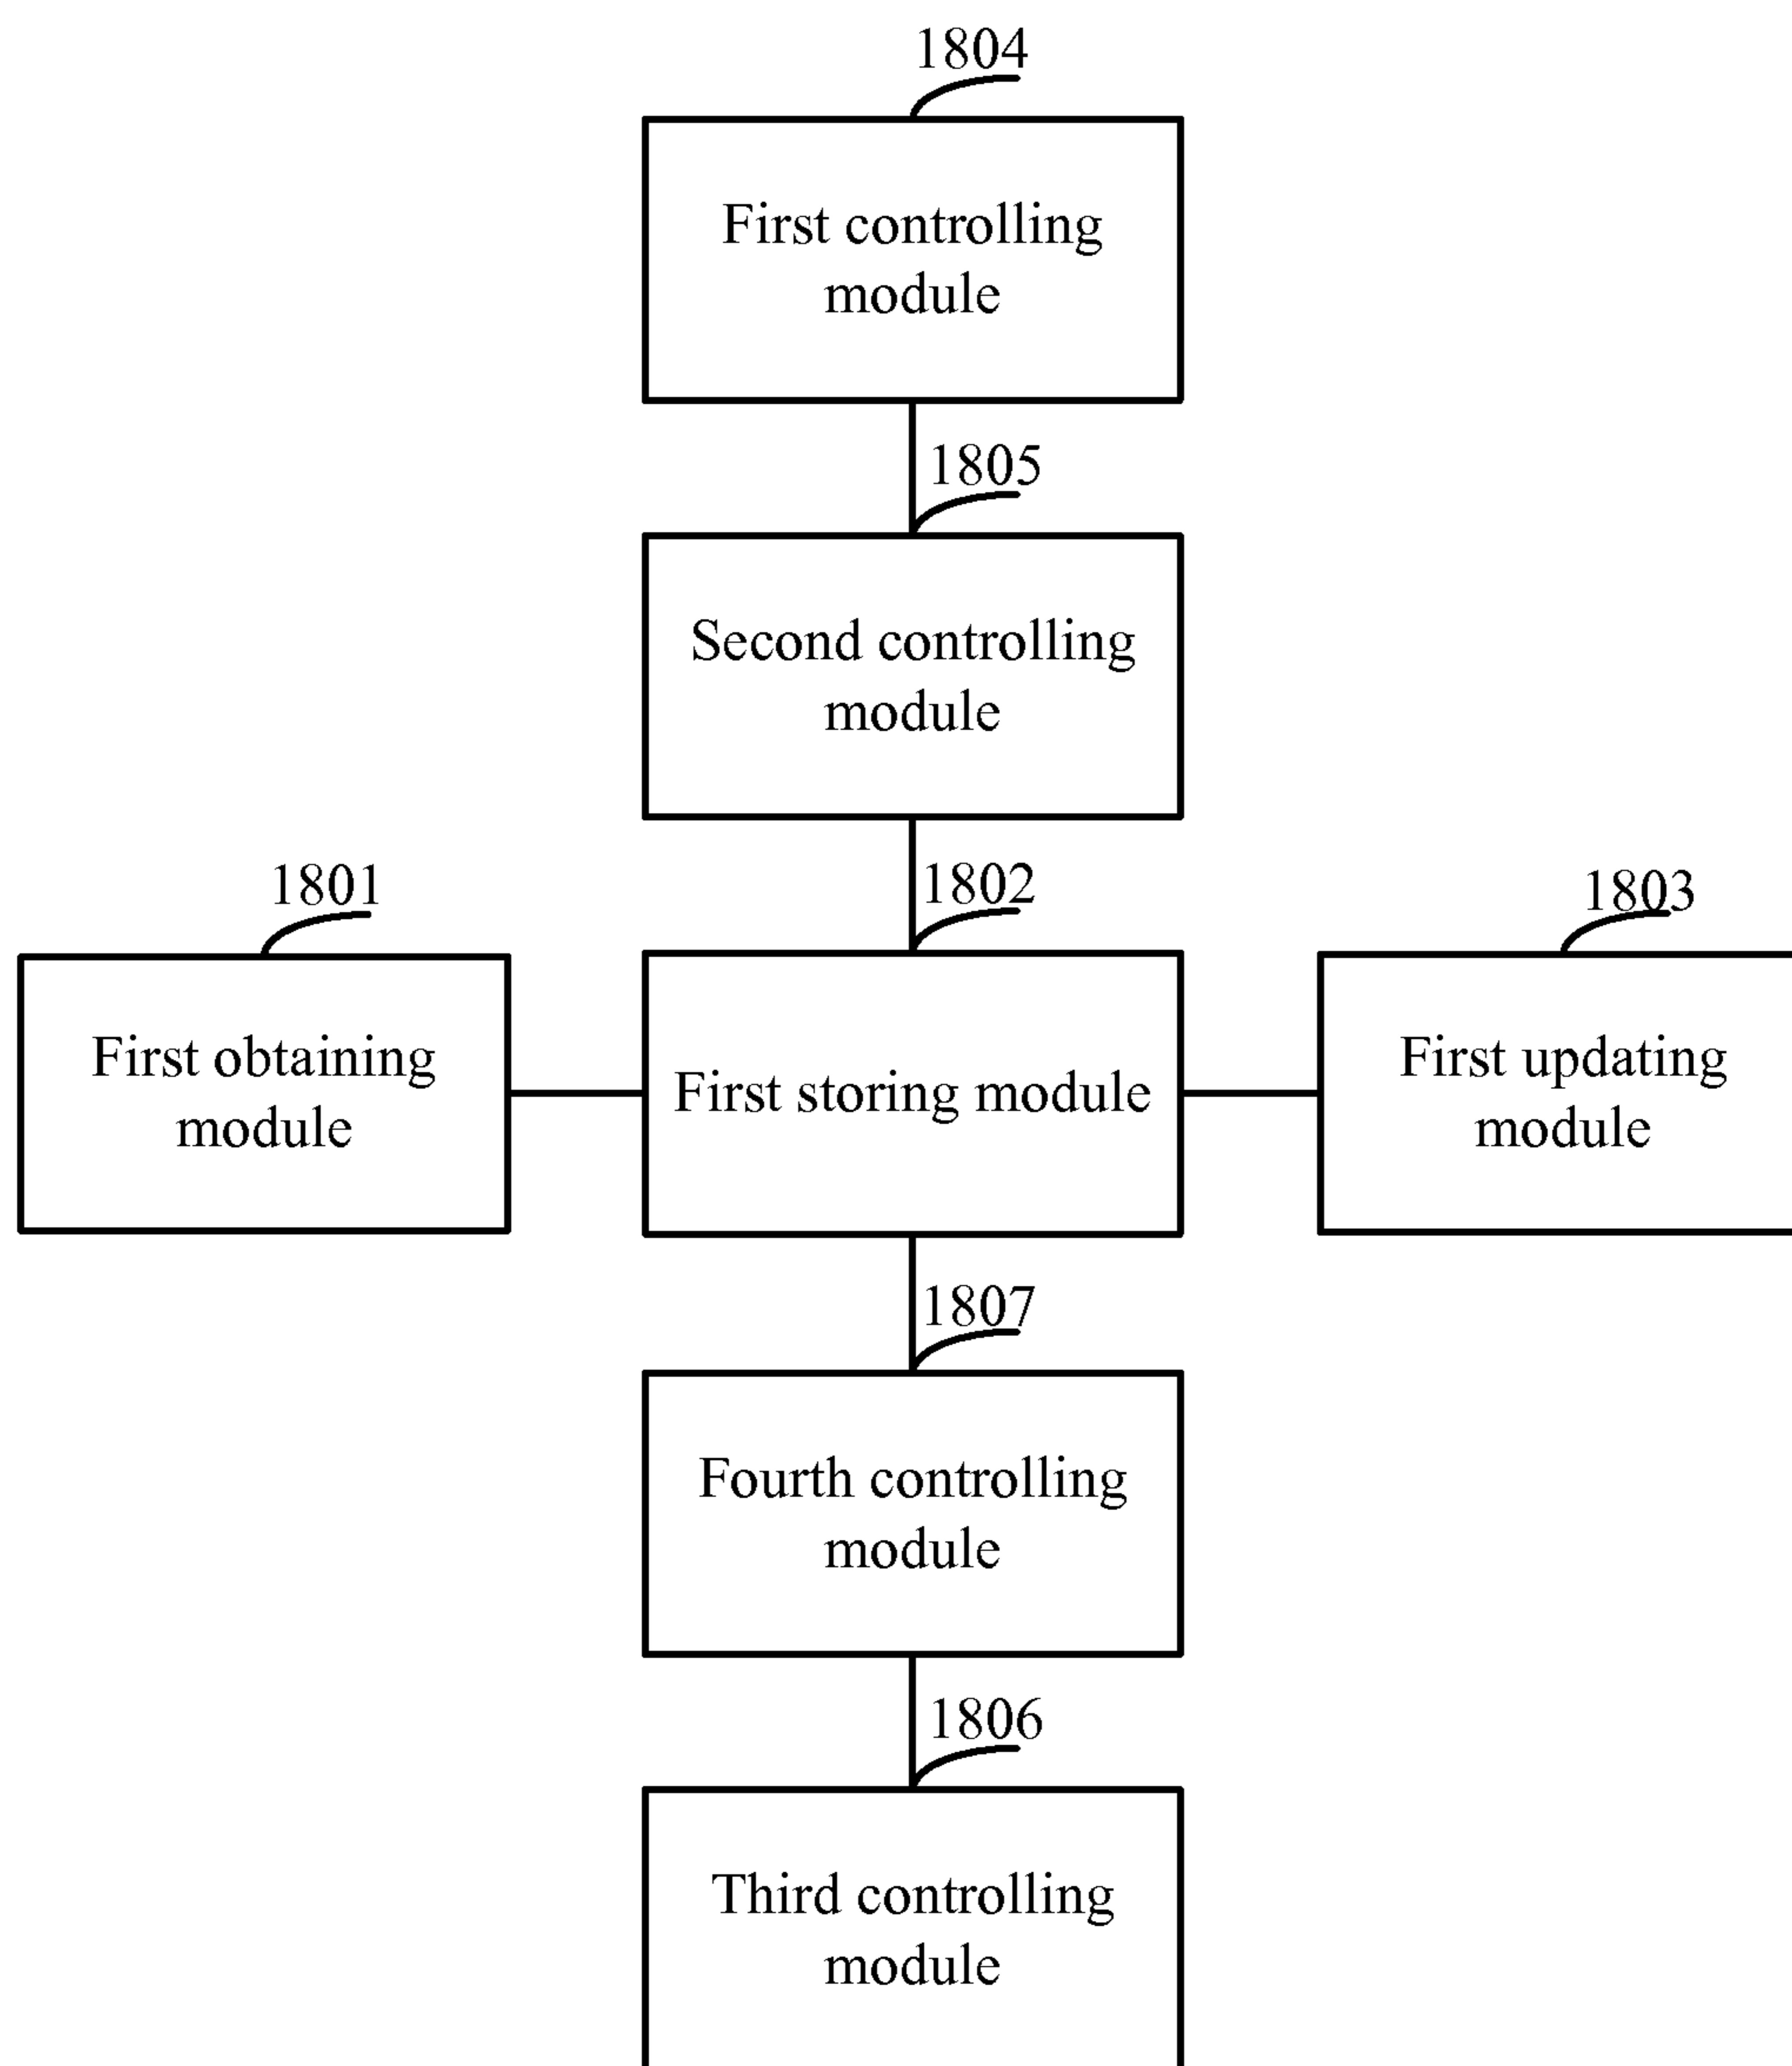 1804
First controlling
module
1805
Second controlling
module
1801
1802
1803
First obtaining
module
First storing module
First updating
module
1807
Fourth controlling
module
1806
Third controlling
module